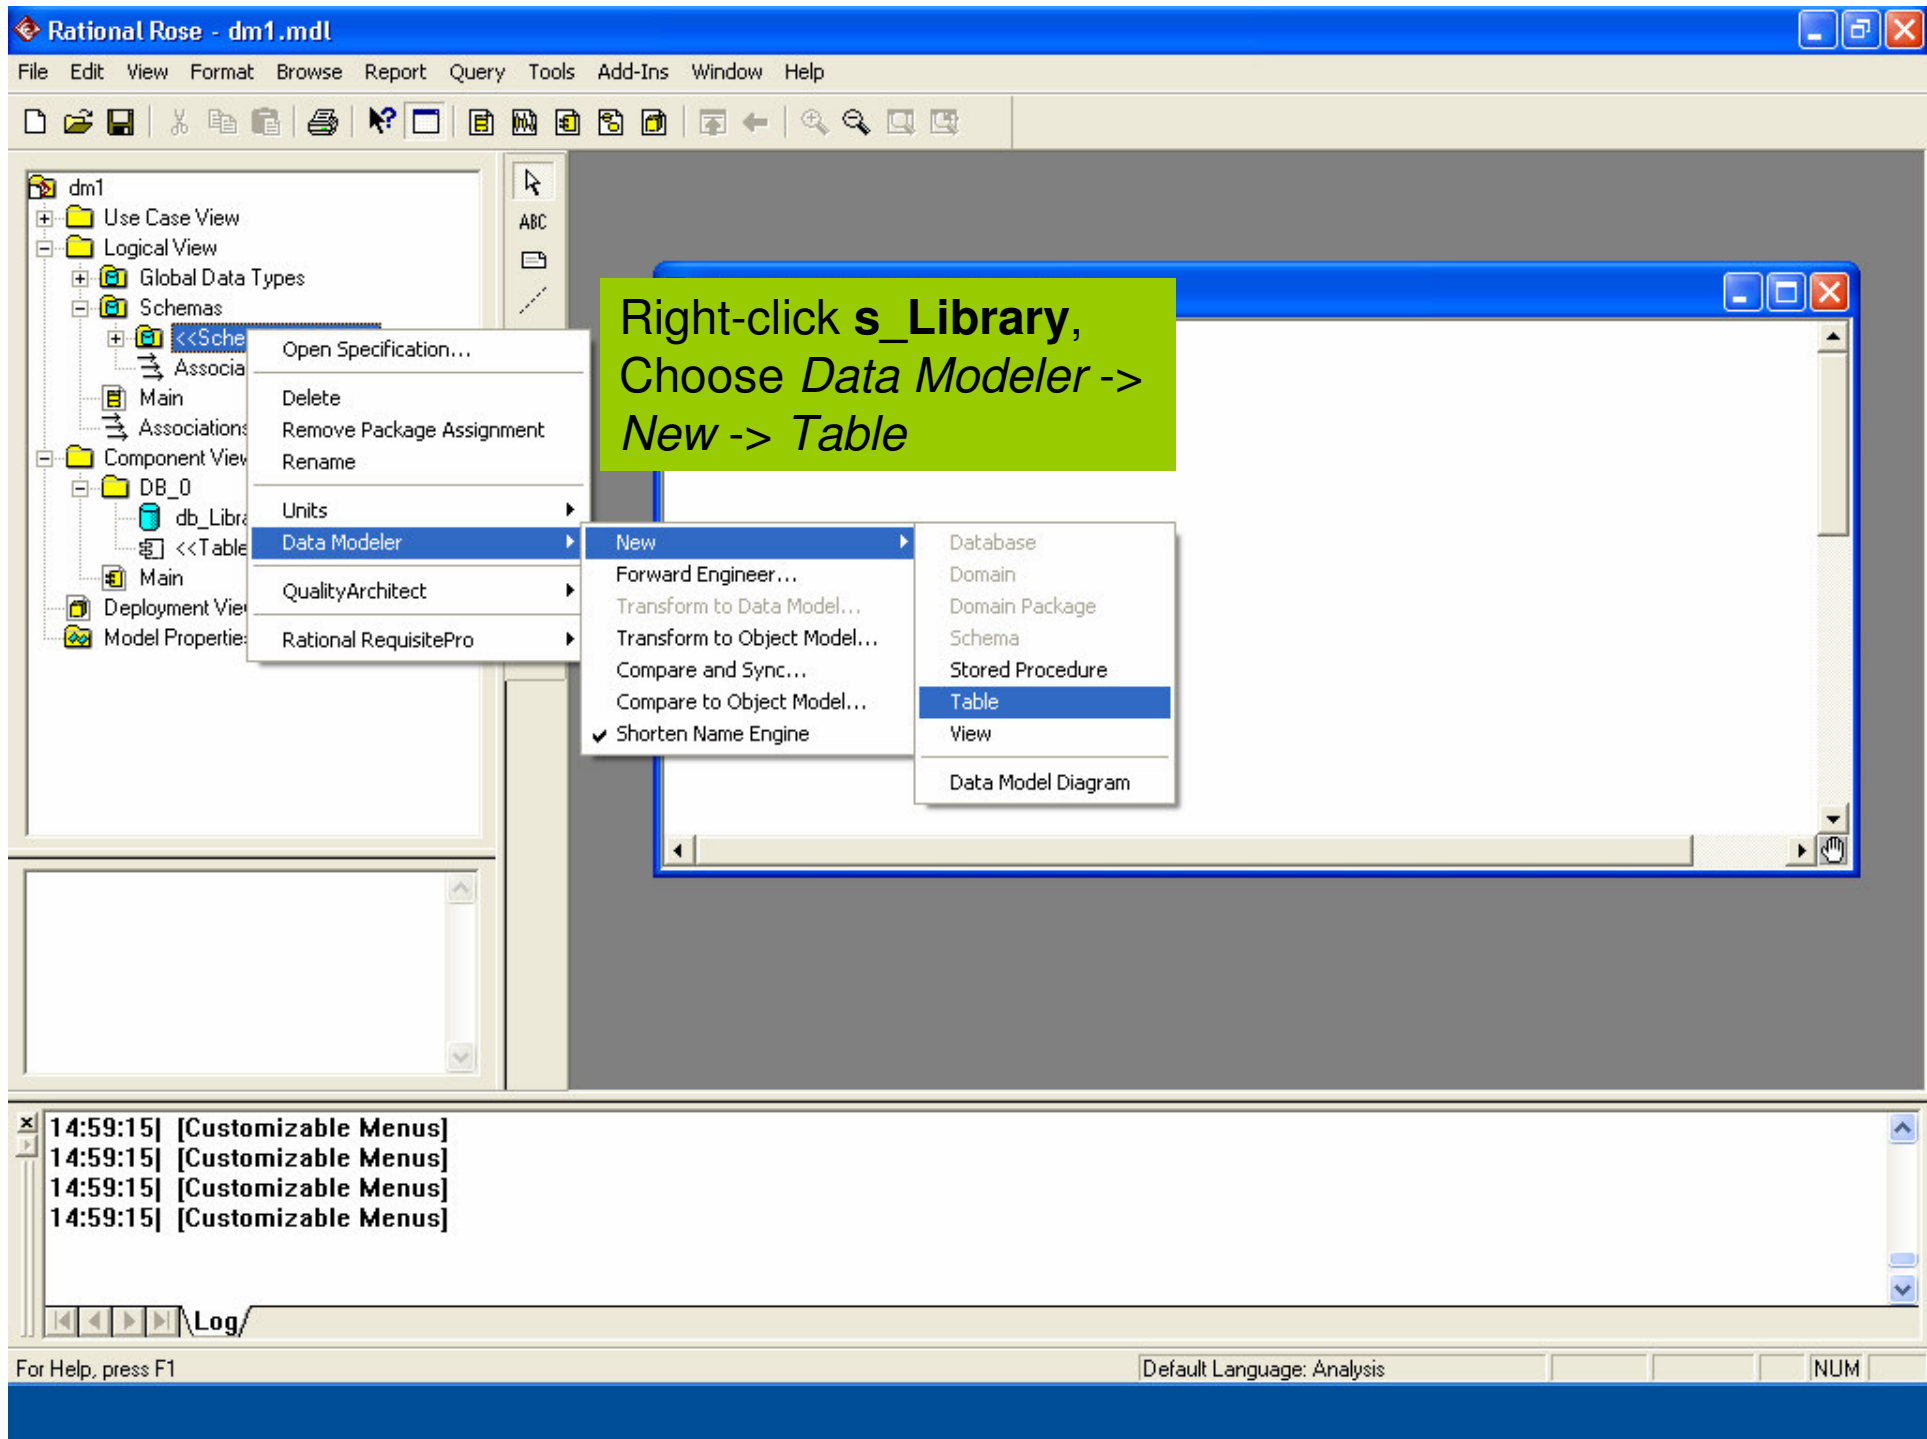 Rational Rose - dm1.mdl
File Edit View Format Browse Report Query Tools Add-Ins Window Help
dm1
Use Case View
Logical View
Global Data Types
Schemas
<<Sche
Associa
Main
Associations
Component View
DB_0
db_Libra
<<Table
Main
Deployment Vie
Model Propertie
ABC
Open Specification...
Delete
Remove Package Assignment
Rename
Units
Data Modeler
QualityArchitect
Rational RequisitePro
Right-click s_Library,
Choose Data Modeler ->
New -> Table
New
Forward Engineer...
Transform to Data Model...
Transform to Object Model...
Compare and Sync...
Compare to Object Model...
Shorten Name Engine
Database
Domain
Domain Package
Schema
Stored Procedure
Table
View
Data Model Diagram
14:59:15| [Customizable Menus]
14:59:15| [Customizable Menus]
14:59:15| [Customizable Menus]
14:59:15| [Customizable Menus]
Log
For Help, press F1
Default Language: Analysis
NUM